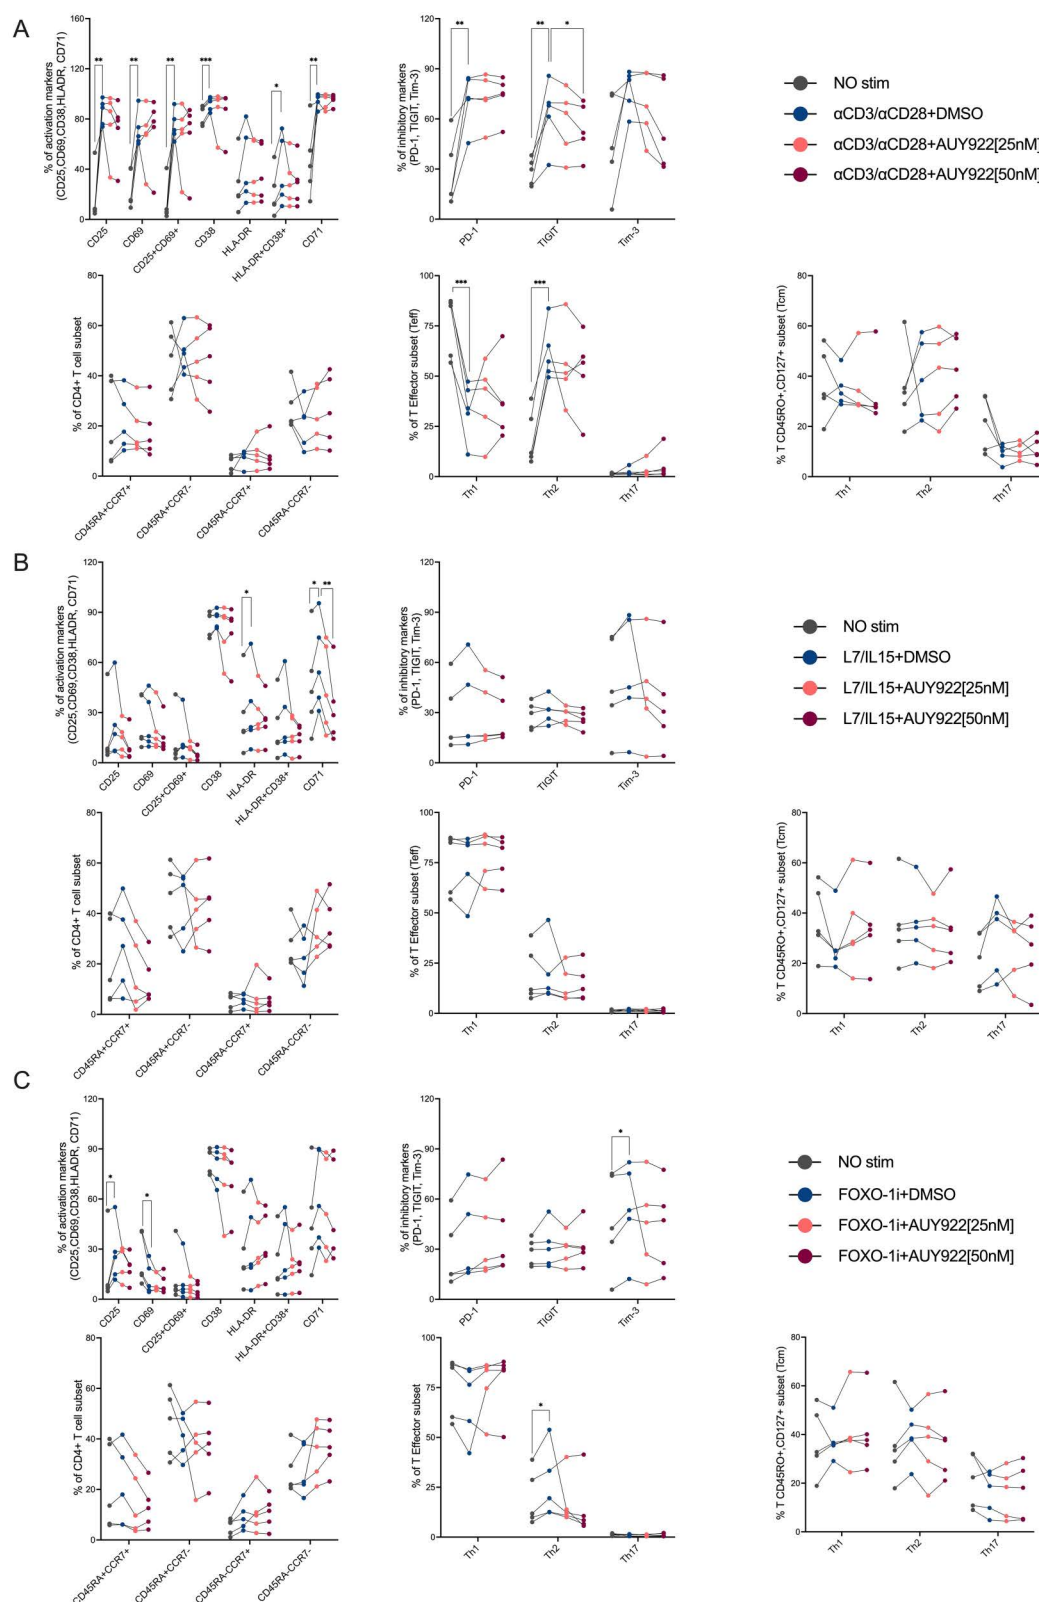 A
% of activation markers
(CD25,CD69,CD38,HLADR, CD71)
160
120
80
40
0
** ** ** *** * **
CD25
CD69
CD25+CD69+
CD38
HLA-DR
HLA-DR+CD38+
CD71
% of inhibitory markers
(PD-1, TIGIT, Tim-3)
120
90
60
30
0
** ** *
PD-1
TIGIT
Tim-3
NO stim
αCD3/αCD28+DMSO
αCD3/αCD28+AUY922[25nM]
αCD3/αCD28+AUY922[50nM]
% of CD4+ T cell subset
80
60
40
20
0
CD45RA+CCR7+
CD45RA+CCR7-
CD45RA-CCR7+
CD45RA-CCR7-
% of T Effector subset (Teff)
100
75
50
25
0
*** ***
Th1
Th2
Th17
% T CD45RO+,CD127+ subset (Tcm)
80
60
40
20
0
Th1
Th2
Th17
B
% of activation markers
(CD25,CD69,CD38,HLADR, CD71)
120
90
60
30
0
* * **
CD25
CD69
CD25+CD69+
CD38
HLA-DR
HLA-DR+CD38+
CD71
% of inhibitory markers
(PD-1, TIGIT, Tim-3)
120
90
60
30
0
PD-1
TIGIT
Tim-3
NO stim
L7/IL15+DMSO
L7/IL15+AUY922[25nM]
L7/IL15+AUY922[50nM]
% of CD4+ T cell subset
80
60
40
20
0
CD45RA+CCR7+
CD45RA+CCR7-
CD45RA-CCR7+
CD45RA-CCR7-
% of T Effector subset (Teff)
100
75
50
25
0
Th1
Th2
Th17
% T CD45RO+,CD127+ subset (Tcm)
80
60
40
20
0
Th1
Th2
Th17
C
% of activation markers
(CD25,CD69,CD38,HLADR, CD71)
120
90
60
30
0
* *
CD25
CD69
CD25+CD69+
CD38
HLA-DR
HLA-DR+CD38+
CD71
% of inhibitory markers
(PD-1, TIGIT, Tim-3)
120
90
60
30
0
*
PD-1
TIGIT
Tim-3
NO stim
FOXO-1i+DMSO
FOXO-1i+AUY922[25nM]
FOXO-1i+AUY922[50nM]
% of CD4+ T cell subset
80
60
40
20
0
CD45RA+CCR7+
CD45RA+CCR7-
CD45RA-CCR7+
CD45RA-CCR7-
% of T Effector subset
100
75
50
25
0
*
Th1
Th2
Th17
% T CD45RO+,CD127+ subset (Tcm)
80
60
40
20
0
Th1
Th2
Th17